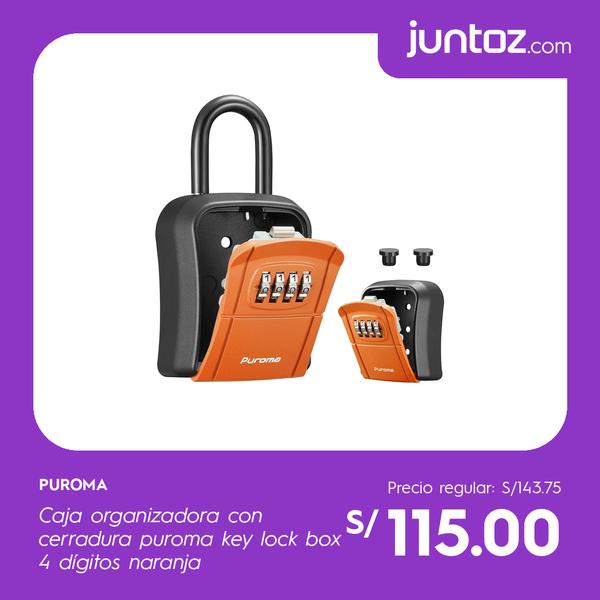 juntoz.com
Puroma
Puroma
PUROMA
Caja organizadora con
cerradura puroma key lock box
4 dígitos naranja
Precio regular: S/143.75
S/115.00